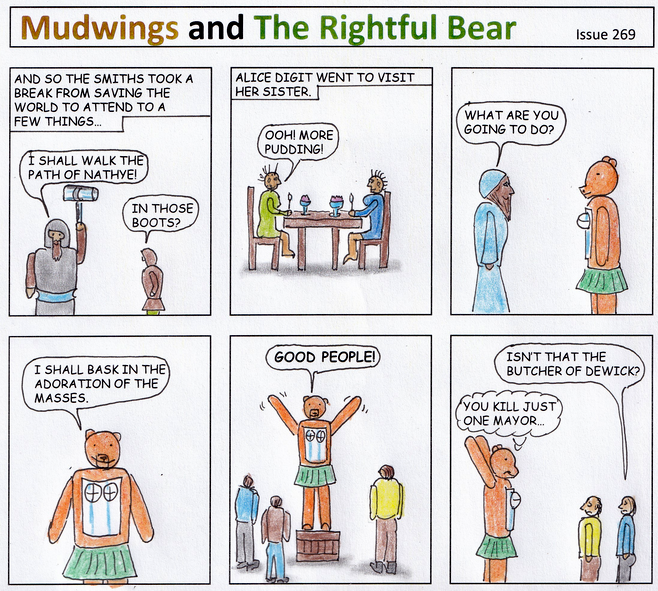 Mudwings and The Rightful Bear
Issue 269
AND SO THE SMITHS TOOK A
BREAK FROM SAVING THE
WORLD TO ATTEND TO A
FEW THINGS...
I SHALL WALK THE
PATH OF NATHYE!
IN THOSE
BOOTS?
ALICE DIGIT WENT TO VISIT
HER SISTER.
OOH! MORE
PUDDING!
WHAT ARE YOU
GOING TO DO?
I SHALL BASK IN THE
ADORATION OF THE
MASSES.
GOOD PEOPLE!
ISN'T THAT THE
BUTCHER OF DEWICK?
YOU KILL JUST
ONE MAYOR...